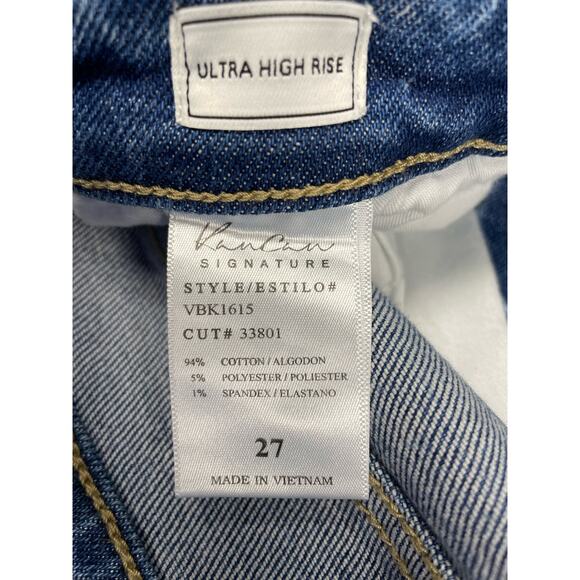 ULTRA HIGH RISE
KanCan
SIGNATURE
STYLE/ESTILO#
VBK1615
CUT# 33801
94% COTTON / ALGODON
5% POLYESTER / POLIESTER
1% SPANDEX / ELASTANO
27
MADE IN VIETNAM